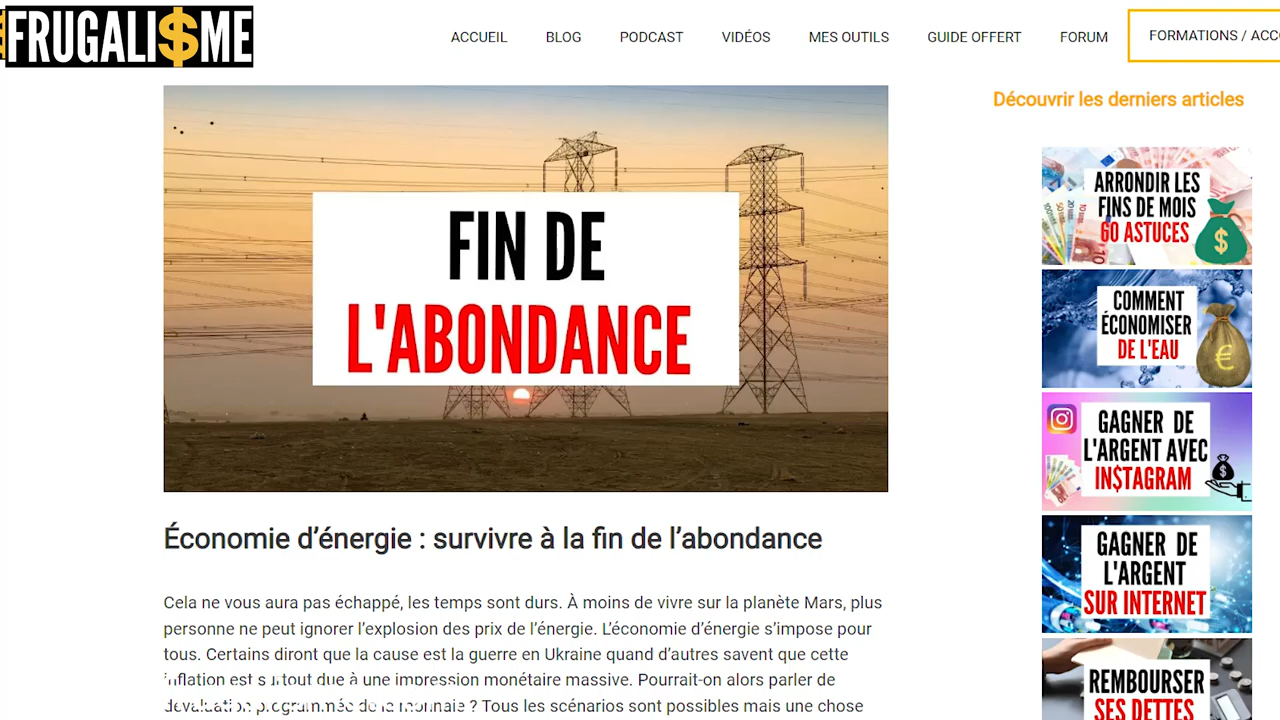 FRUGALI$ME
ACCUEIL
BLOG
PODCAST
VIDÉOS
MES OUTILS
GUIDE OFFERT
FORUM
FORMATIONS /
FIN DE
L'ABONDANCE
Économie d’énergie : survivre à la fin de l’abondance
Cela ne vous aura pas échappé, les temps sont durs. À moins de vivre sur la planète Mars, plus
personne ne peut ignorer l’explosion des prix de l’énergie. L’économie d’énergie s’impose pour
tous. Certains diront que la cause est la guerre en Ukraine quand d’autres savent que cette
inflation est surtout due à une impression monétaire massive. Pourrait-on alors parler de
dévaluation programmée de la monnaie ? Tous les scénarios sont possibles mais une chose
Découvrir les derniers articles
ARRONDIR LES
FINS DE MOIS
60 ASTUCES
COMMENT
ÉCONOMISER
DE L'EAU
GAGNER DE
L'ARGENT AVEC
IN$TAGRAM
GAGNER DE
L'ARGENT
SUR INTERNET
REMBOURSER
SES DETTES